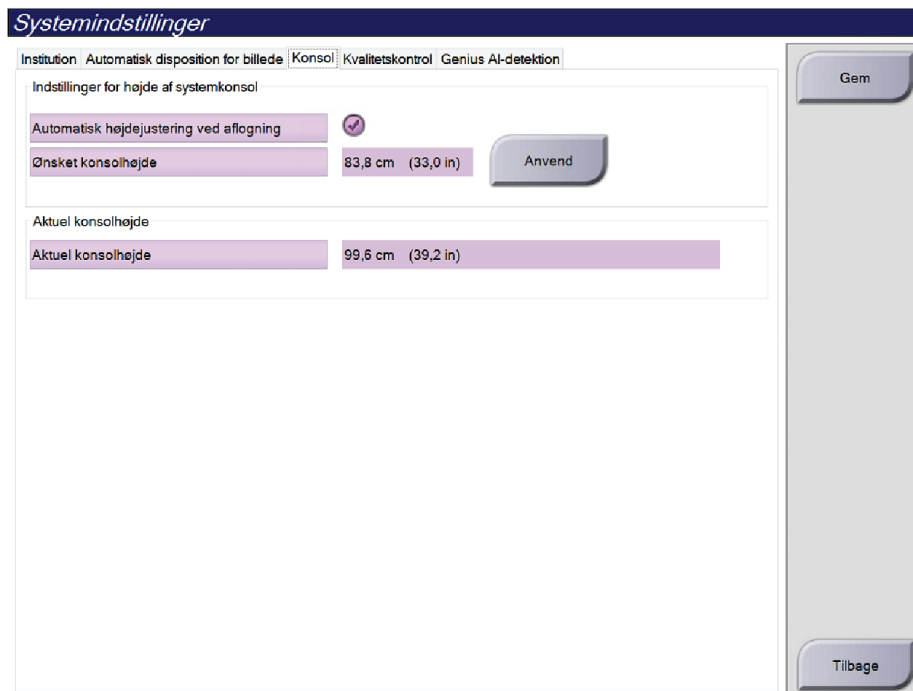 Systemindstillinger
Institution Automatisk disposition for billede Konsol Kvalitetskontrol Genius AI-detektion
Gem
Indstillinger for højde af systemkonsol
Automatisk højdejustering ved aflogning
Ønsket konsolhøjde 83,8 cm (33,0 in) Anvend
Aktuel konsolhøjde
Aktuel konsolhøjde 99,6 cm (39,2 in)
Tilbage